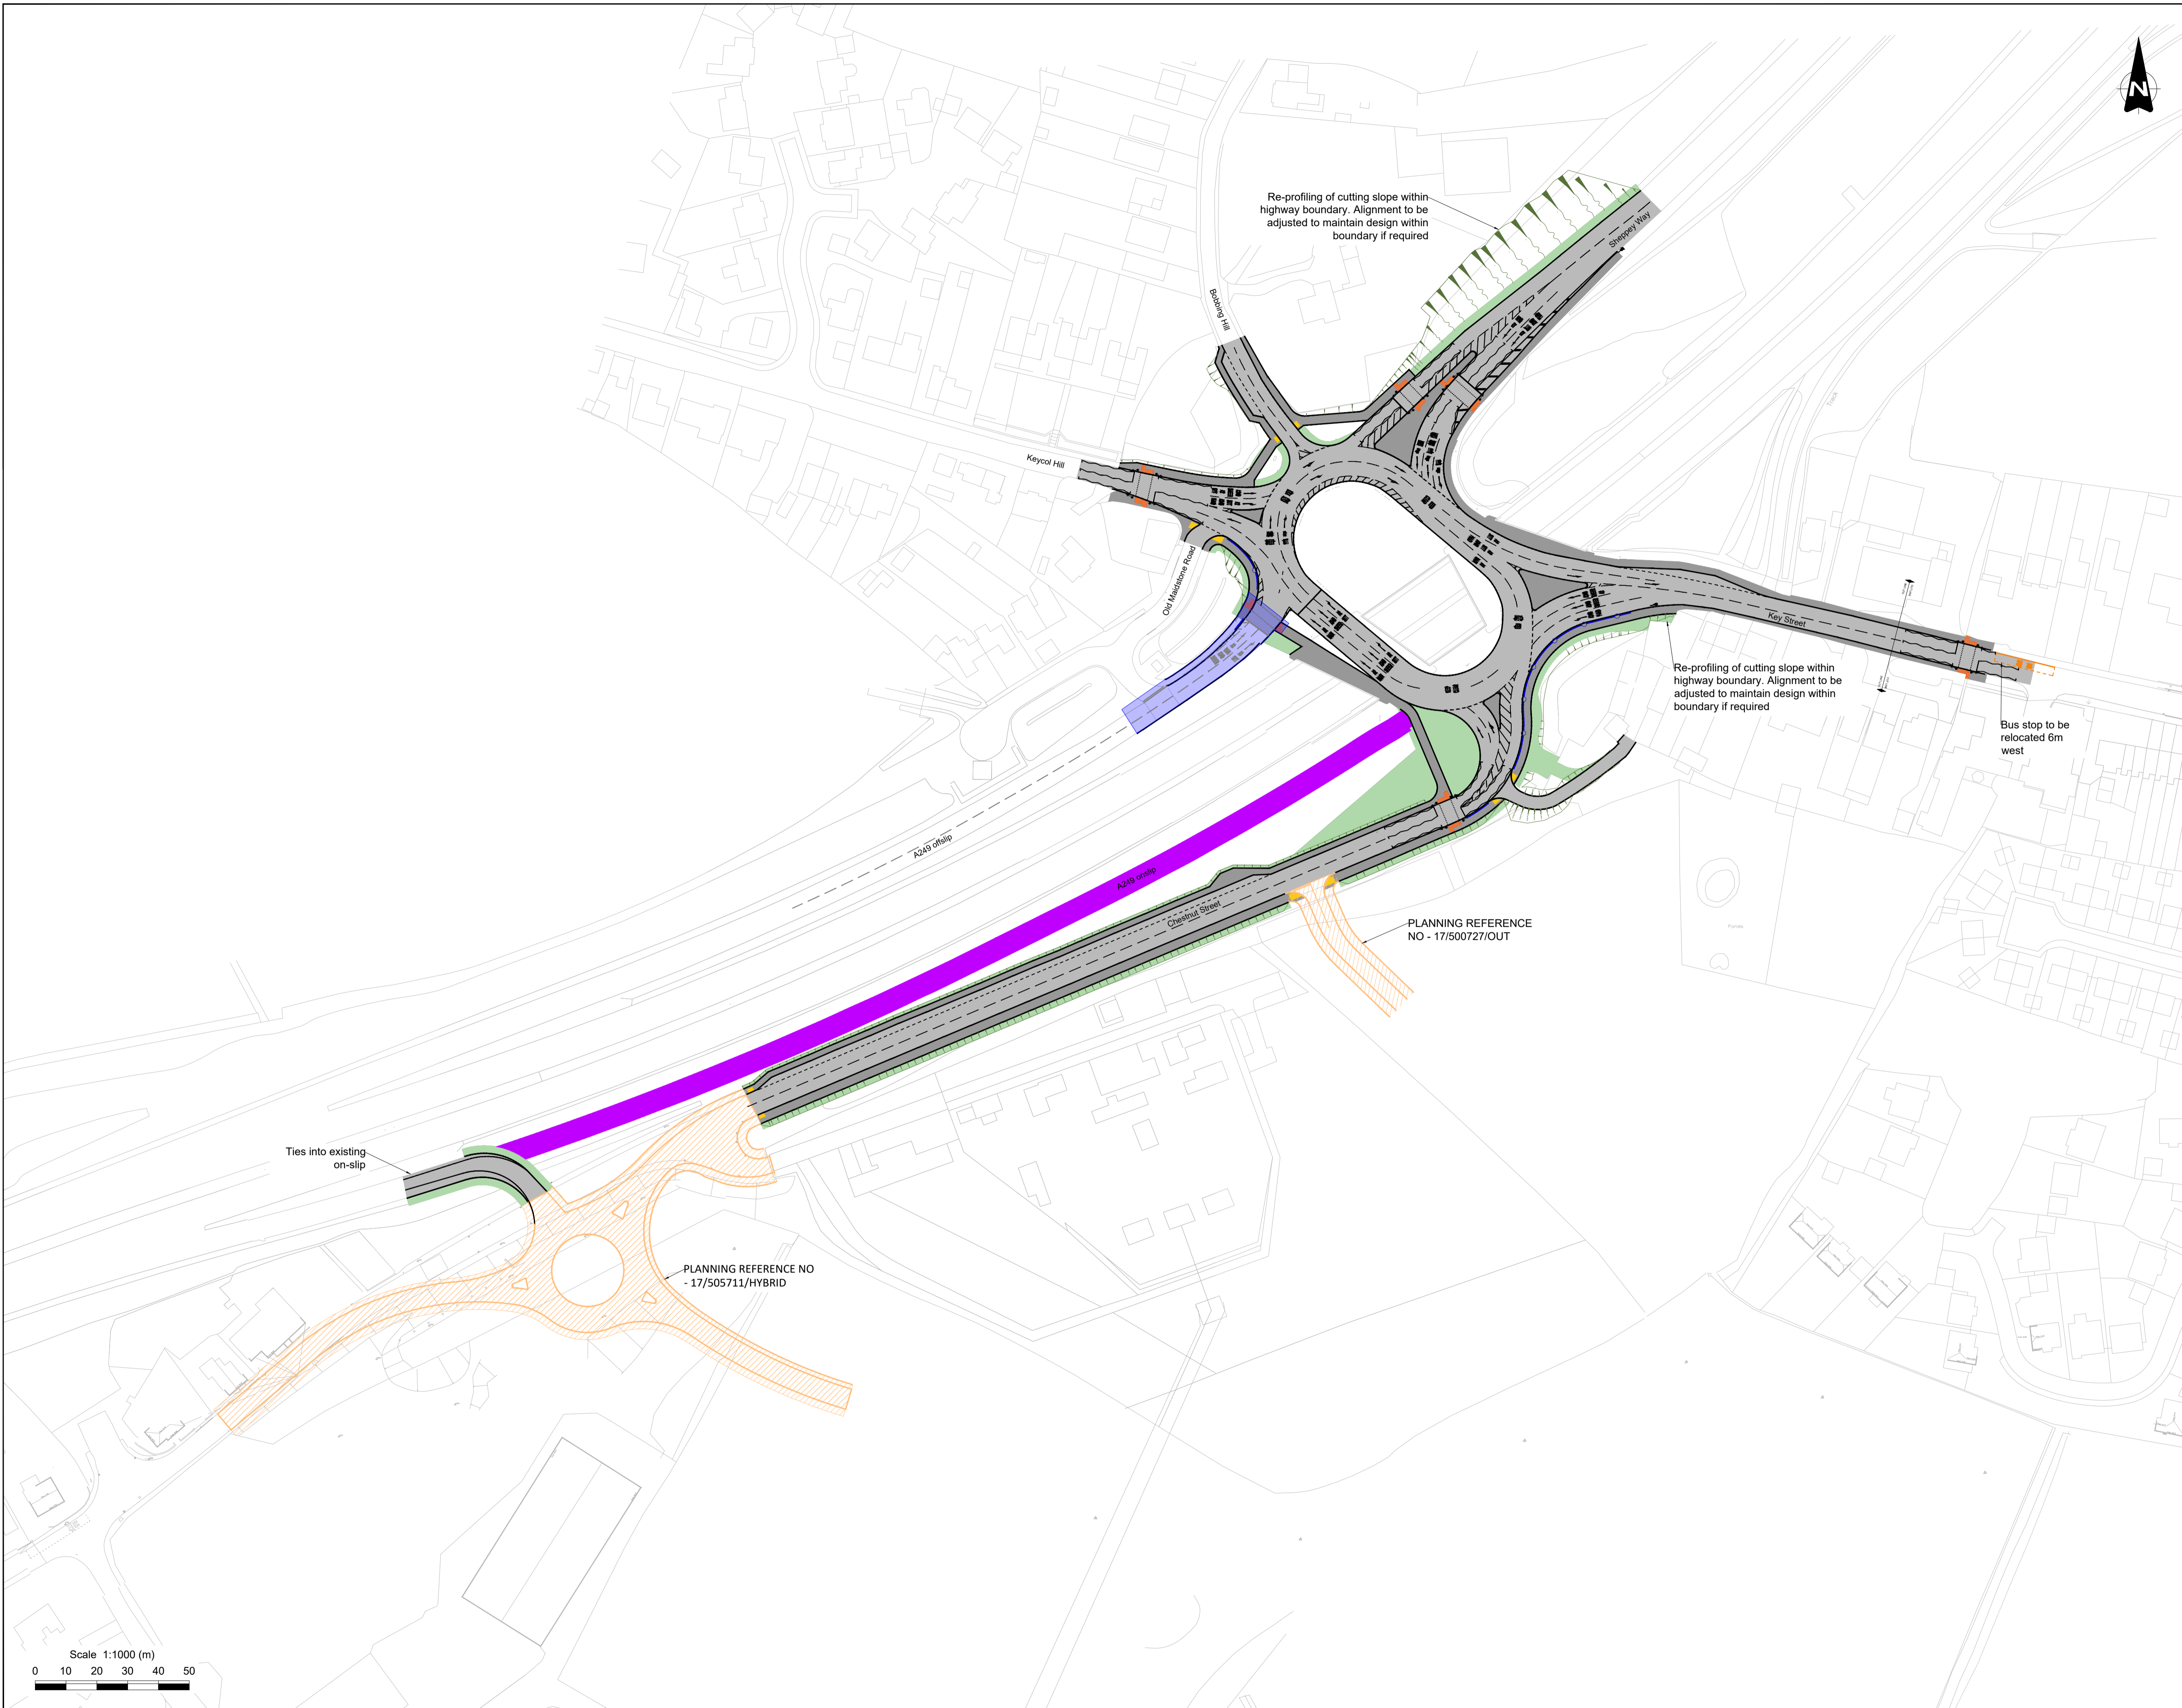 N
Re-profiling of cutting slope within
highway boundary. Alignment to be
adjusted to maintain design within
boundary if required
Sheppey Way
Bobbing Hill
Track
Keycol Hill
Old Maidstone Road
Key Street
Re-profiling of cutting slope within
highway boundary. Alignment to be
adjusted to maintain design within
boundary if required
Bus stop to be
relocated 6m
west
A249 offslip
A249 onslip
Chestnut Street
PLANNING REFERENCE
NO - 17/500727/OUT
Ponds
Ties into existing
on-slip
PLANNING REFERENCE NO
- 17/505711/HYBRID
Scale 1:1000 (m)
0 10 20 30 40 50